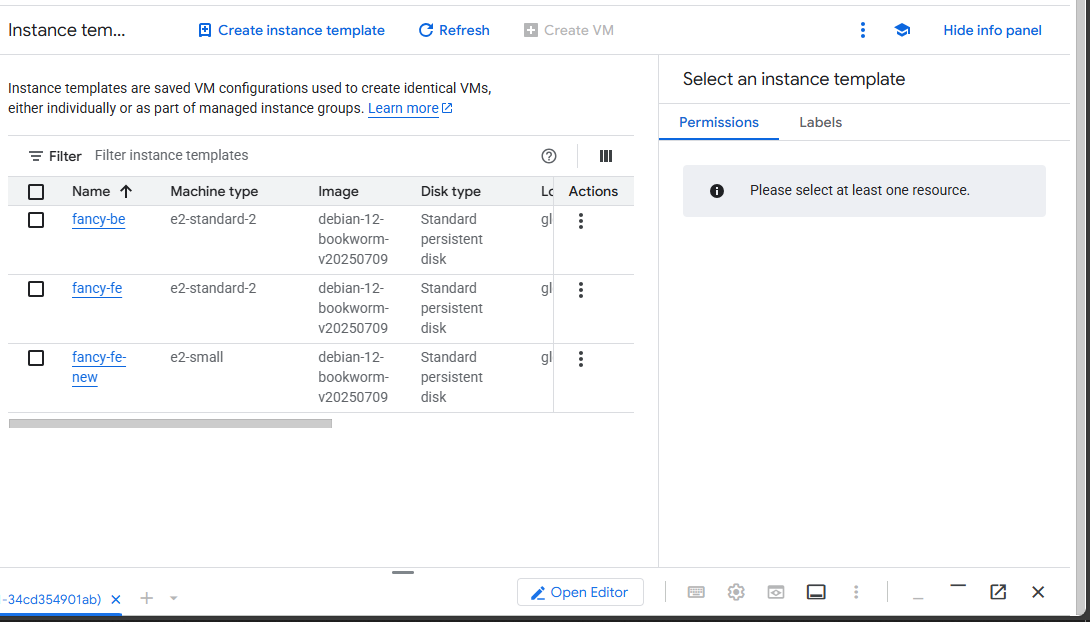 Instance tem...
Create instance template
Refresh
Create VM
Hide info panel
Instance templates are saved VM configurations used to create identical VMs,
either individually or as part of managed instance groups. Learn more
Select an instance template
Permissions
Labels
Filter
Filter instance templates
Please select at least one resource.
Name Machine type Image Disk type Lo Actions
fancy-be e2-standard-2 debian-12- Standard gl
bookworm- persistent
v20250709 disk
fancy-fe e2-standard-2 debian-12- Standard gl
bookworm- persistent
v20250709 disk
fancy-fe- e2-small debian-12- Standard gl
new bookworm- persistent
v20250709 disk
-34cd354901ab)
Open Editor